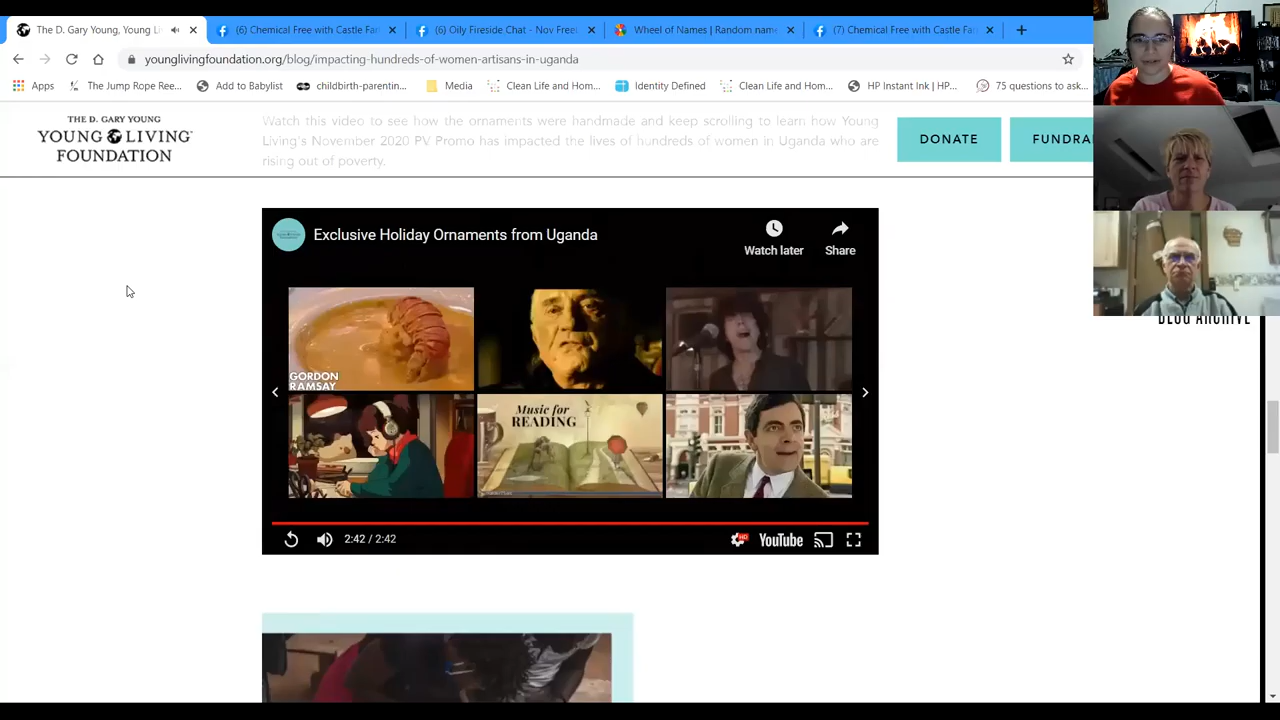 The D. Gary Young, Young Li
(6) Chemical Free with Castle Far
(6) Oily Fireside Chat - Nov Free
Wheel of Names | Random name
(7) Chemical Free with Castle Far
younglivingfoundation.org/blog/impacting-hundreds-of-women-artisans-in-uganda
Apps
The Jump Rope Ree...
Add to Babylist
childbirth-parentin...
Media
Clean Life and Hom...
Identity Defined
Clean Life and Hom...
HP Instant Ink | HP...
75 questions to ask...
THE D. GARY YOUNG
YOUNG LIVING
FOUNDATION
Watch this video to see how the ornaments were handmade and keep scrolling to learn how Young
Living's November 2020 PV Promo has impacted the lives of hundreds of women in Uganda who are
rising out of poverty.
DONATE
FUNDRA
Exclusive Holiday Ornaments from Uganda
Watch later
Share
GORDON
RAMSAY
Music for
READING
2:42 / 2:42
HD
YouTube
BLOG ARCHIVE